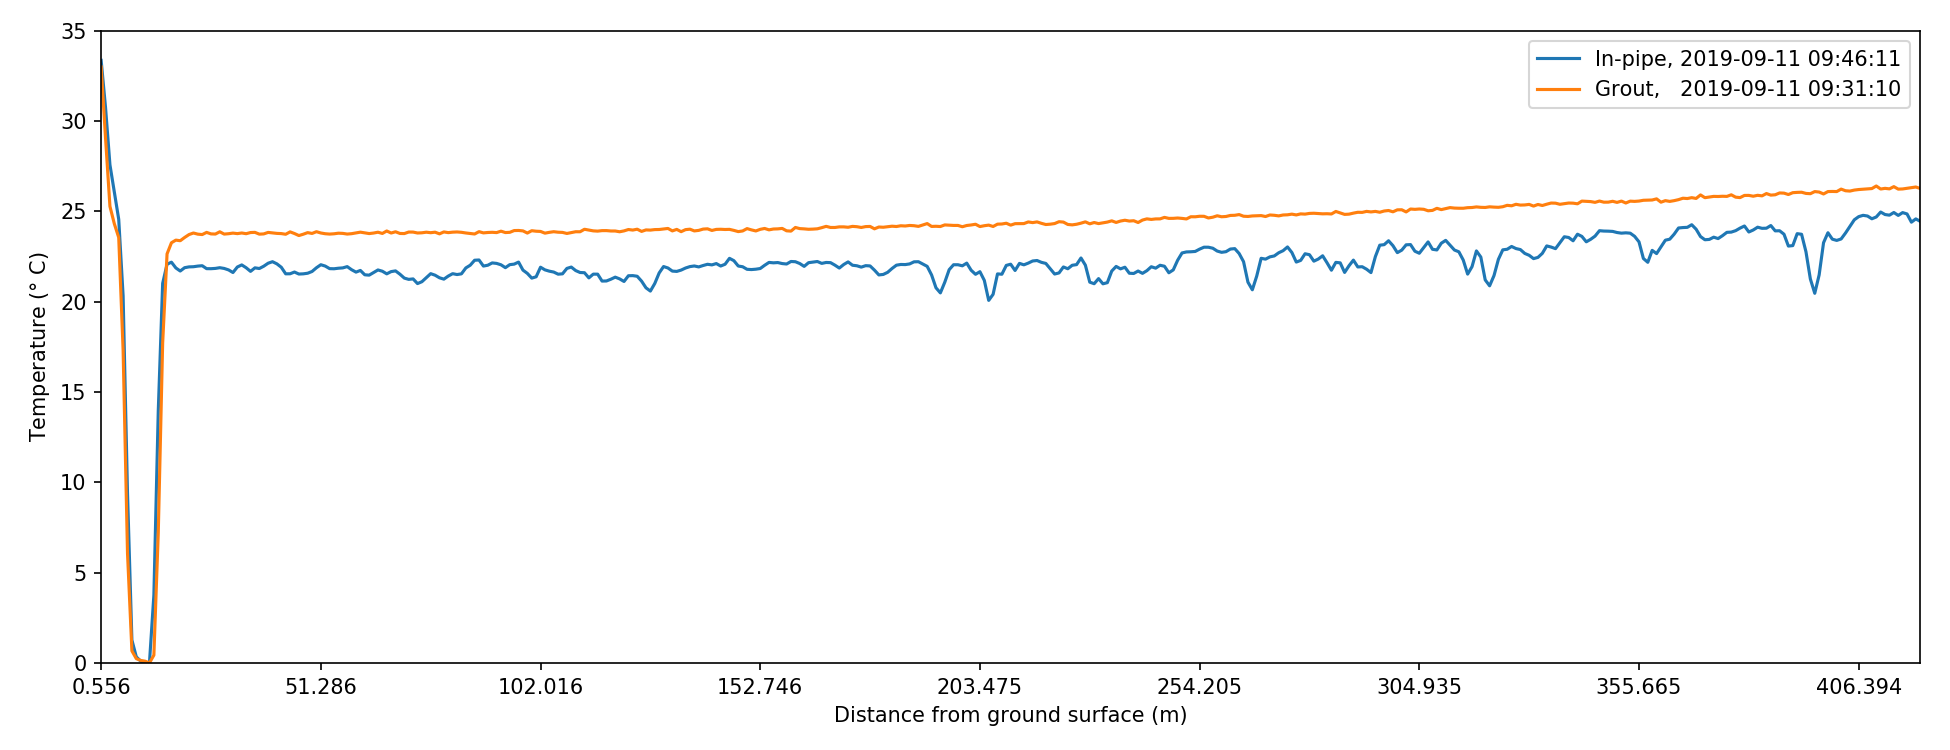 In-pipe, 2019-09-11 09:46:11
Grout, 2019-09-11 09:31:10
Temperature (° C)
35
30
25
20
15
10
5
0
0.556 51.286 102.016 152.746 203.475 254.205 304.935 355.665 406.394
Distance from ground surface (m)